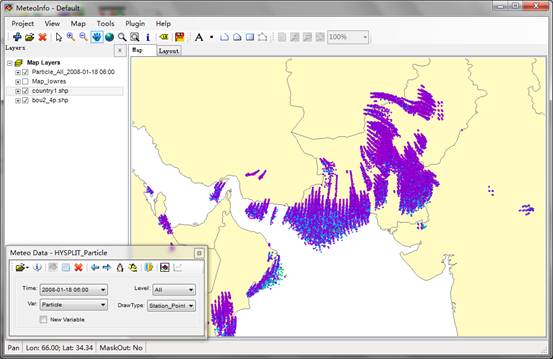 MeteoInfo - Default
Project View Map Tools Plugin Help
100%
Layers
Map Layers
Particle_All_2008-01-18 06:00
Map_lowres
country1.shp
bou2_4p.shp
Map Layout
Meteo Data - HYSPLIT_Particle
Time: 2008-01-18 06:00 Level: All
Var: Particle DrawType: Station_Point
New Variable
Pan Lon: 66.00; Lat: 34.34 MaskOut: No